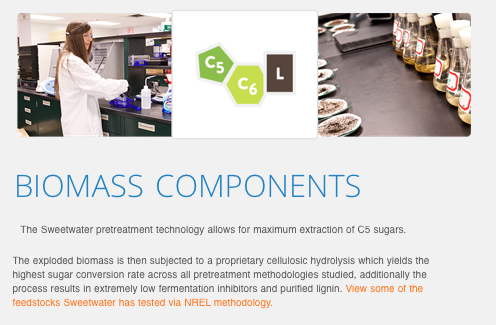 C5
C6
L
BIOMASS COMPONENTS
The Sweetwater pretreatment technology allows for maximum extraction of C5 sugars.
The exploded biomass is then subjected to a proprietary cellulosic hydrolysis which yields the
highest sugar conversion rate across all pretreatment methodologies studied, additionally the
process results in extremely low fermentation inhibitors and purified lignin. View some of the
feedstocks Sweetwater has tested via NREL methodology.